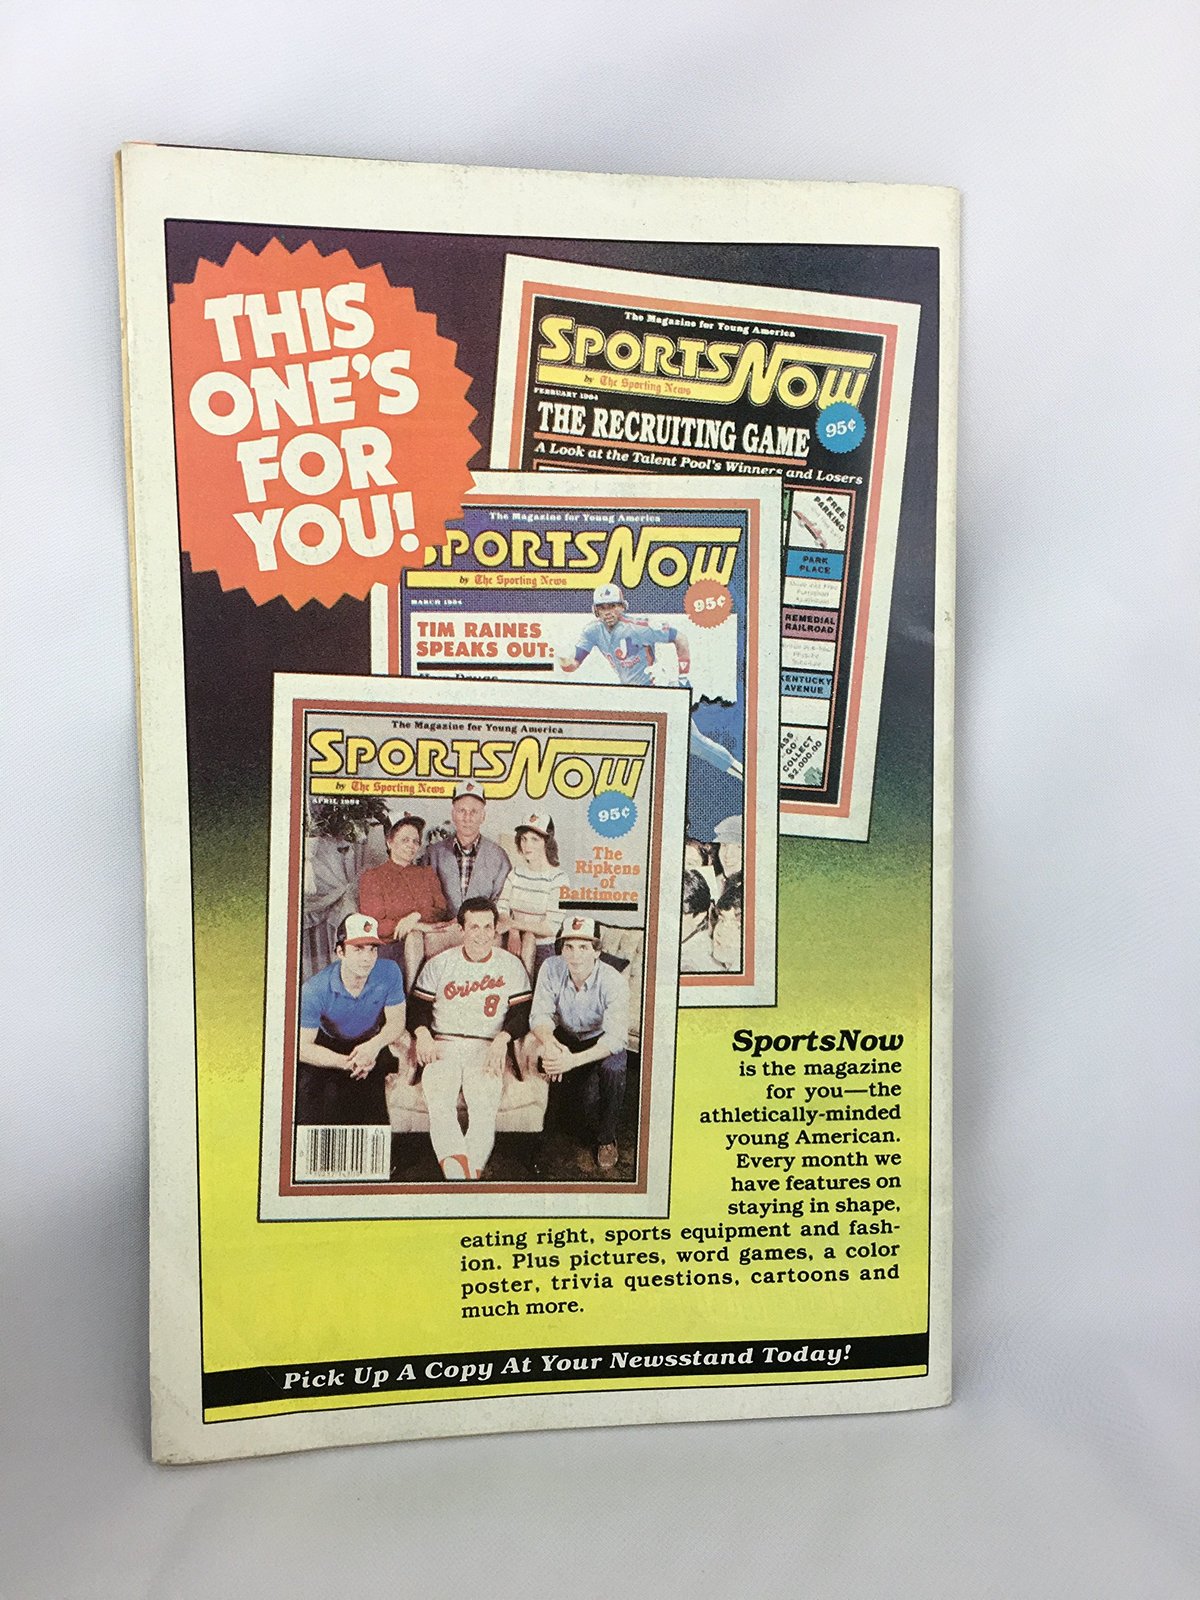 THIS
ONE'S
FOR
YOU!
The Magazine for Young America
SPORTSNOW
by The Sporting News
FEBRUARY 1984
95¢
THE RECRUITING GAME
A Look at the Talent Pool's Winners and Losers
FREE
PARKING
PARK
PLACE
REMEDIAL
RAILROAD
KENTUCKY
AVENUE
GO
COLLECT
$2,000.00
The Magazine for Young America
SPORTSNOW
by The Sporting News
MARCH 1984
95¢
TIM RAINES
SPEAKS OUT:
The Magazine for Young America
SPORTSNOW
by The Sporting News
APRIL 1984
95¢
The
Ripkens
of
Baltimore
Orioles
8
SportsNow
is the magazine
for you—the
athletically-minded
young American.
Every month we
have features on
staying in shape,
eating right, sports equipment and fash-
ion. Plus pictures, word games, a color
poster, trivia questions, cartoons and
much more.
Pick Up A Copy At Your Newsstand Today!